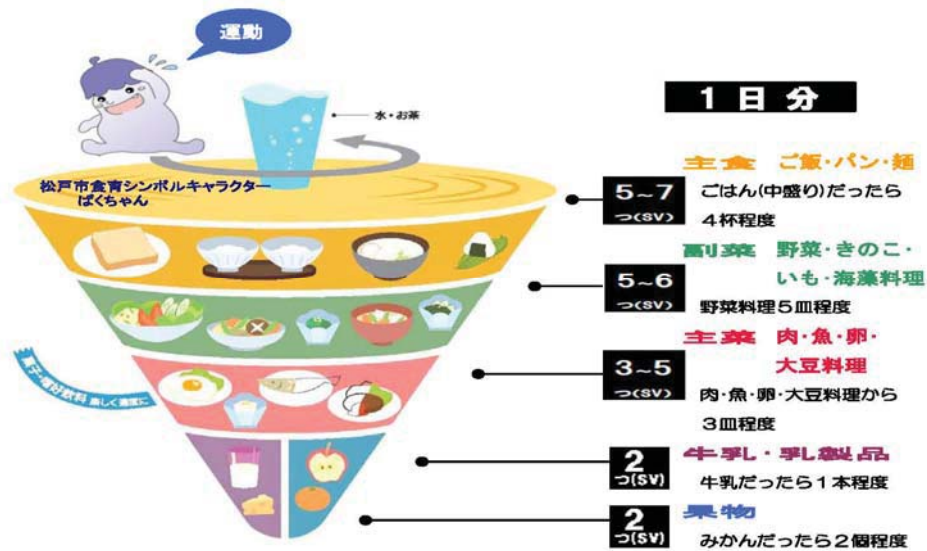 運動
水・お茶
松戸市食育シンボルキャラクター
ぱくちゃん
菓子・嗜好飲料 楽しく適度に
1日分
5~7
つ(SV)
主食 ご飯・パン・麺
ごはん(中盛り)だったら
4杯程度
5~6
つ(SV)
副菜 野菜・きのこ・
いも・海藻料理
野菜料理5皿程度
3~5
つ(SV)
主菜 肉・魚・卵・
大豆料理
肉・魚・卵・大豆料理から
3皿程度
2
つ(SV)
牛乳・乳製品
牛乳だったら1本程度
2
つ(SV)
果物
みかんだったら2個程度